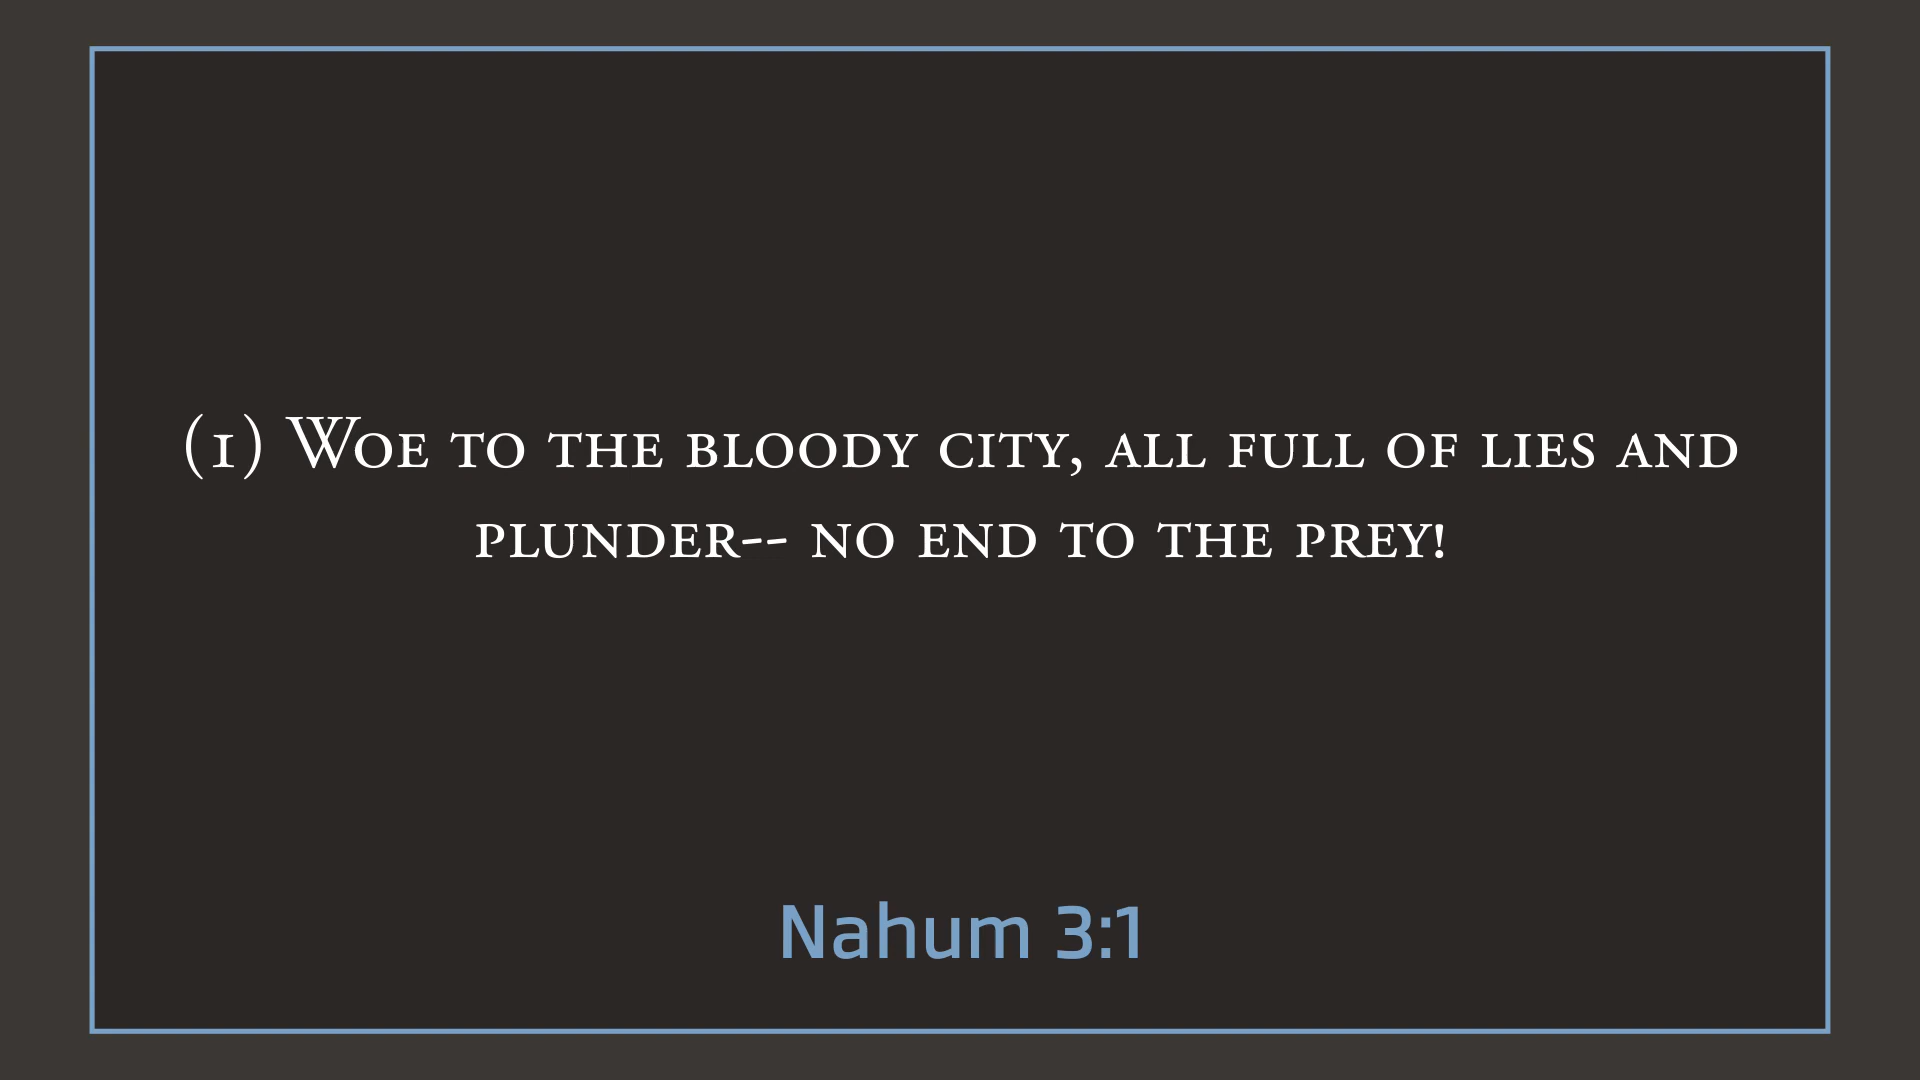 (1) Woe to the bloody city, all full of lies and
plunder-- no end to the prey!
Nahum 3:1